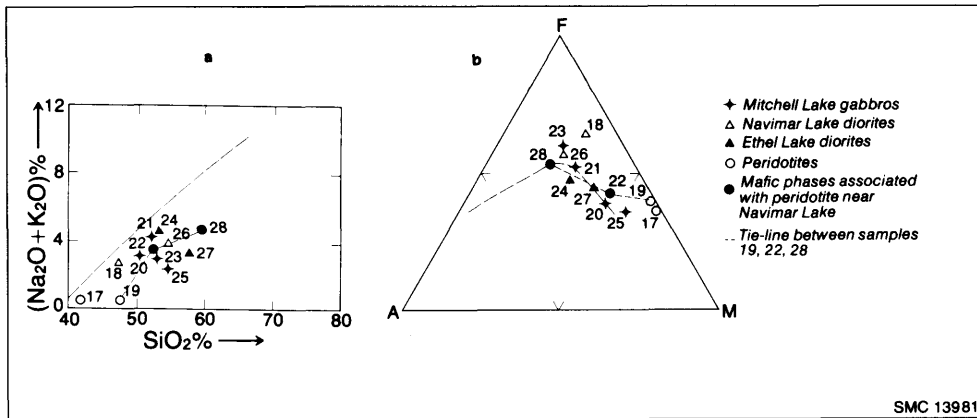 a
(Na₂O+K₂O)%
12
8
4
0
40 50 60 70 80
SiO₂%
17
19
18
20
22
21
24
26
23
25
27
28
b
F
A
M
23
18
28
26
21
24
27
20
22
25
19
17
Mitchell Lake gabbros
Navimar Lake diorites
Ethel Lake diorites
Peridotites
Mafic phases associated
with peridotite near
Navimar Lake
Tie-line between samples
19, 22, 28
SMC 13981